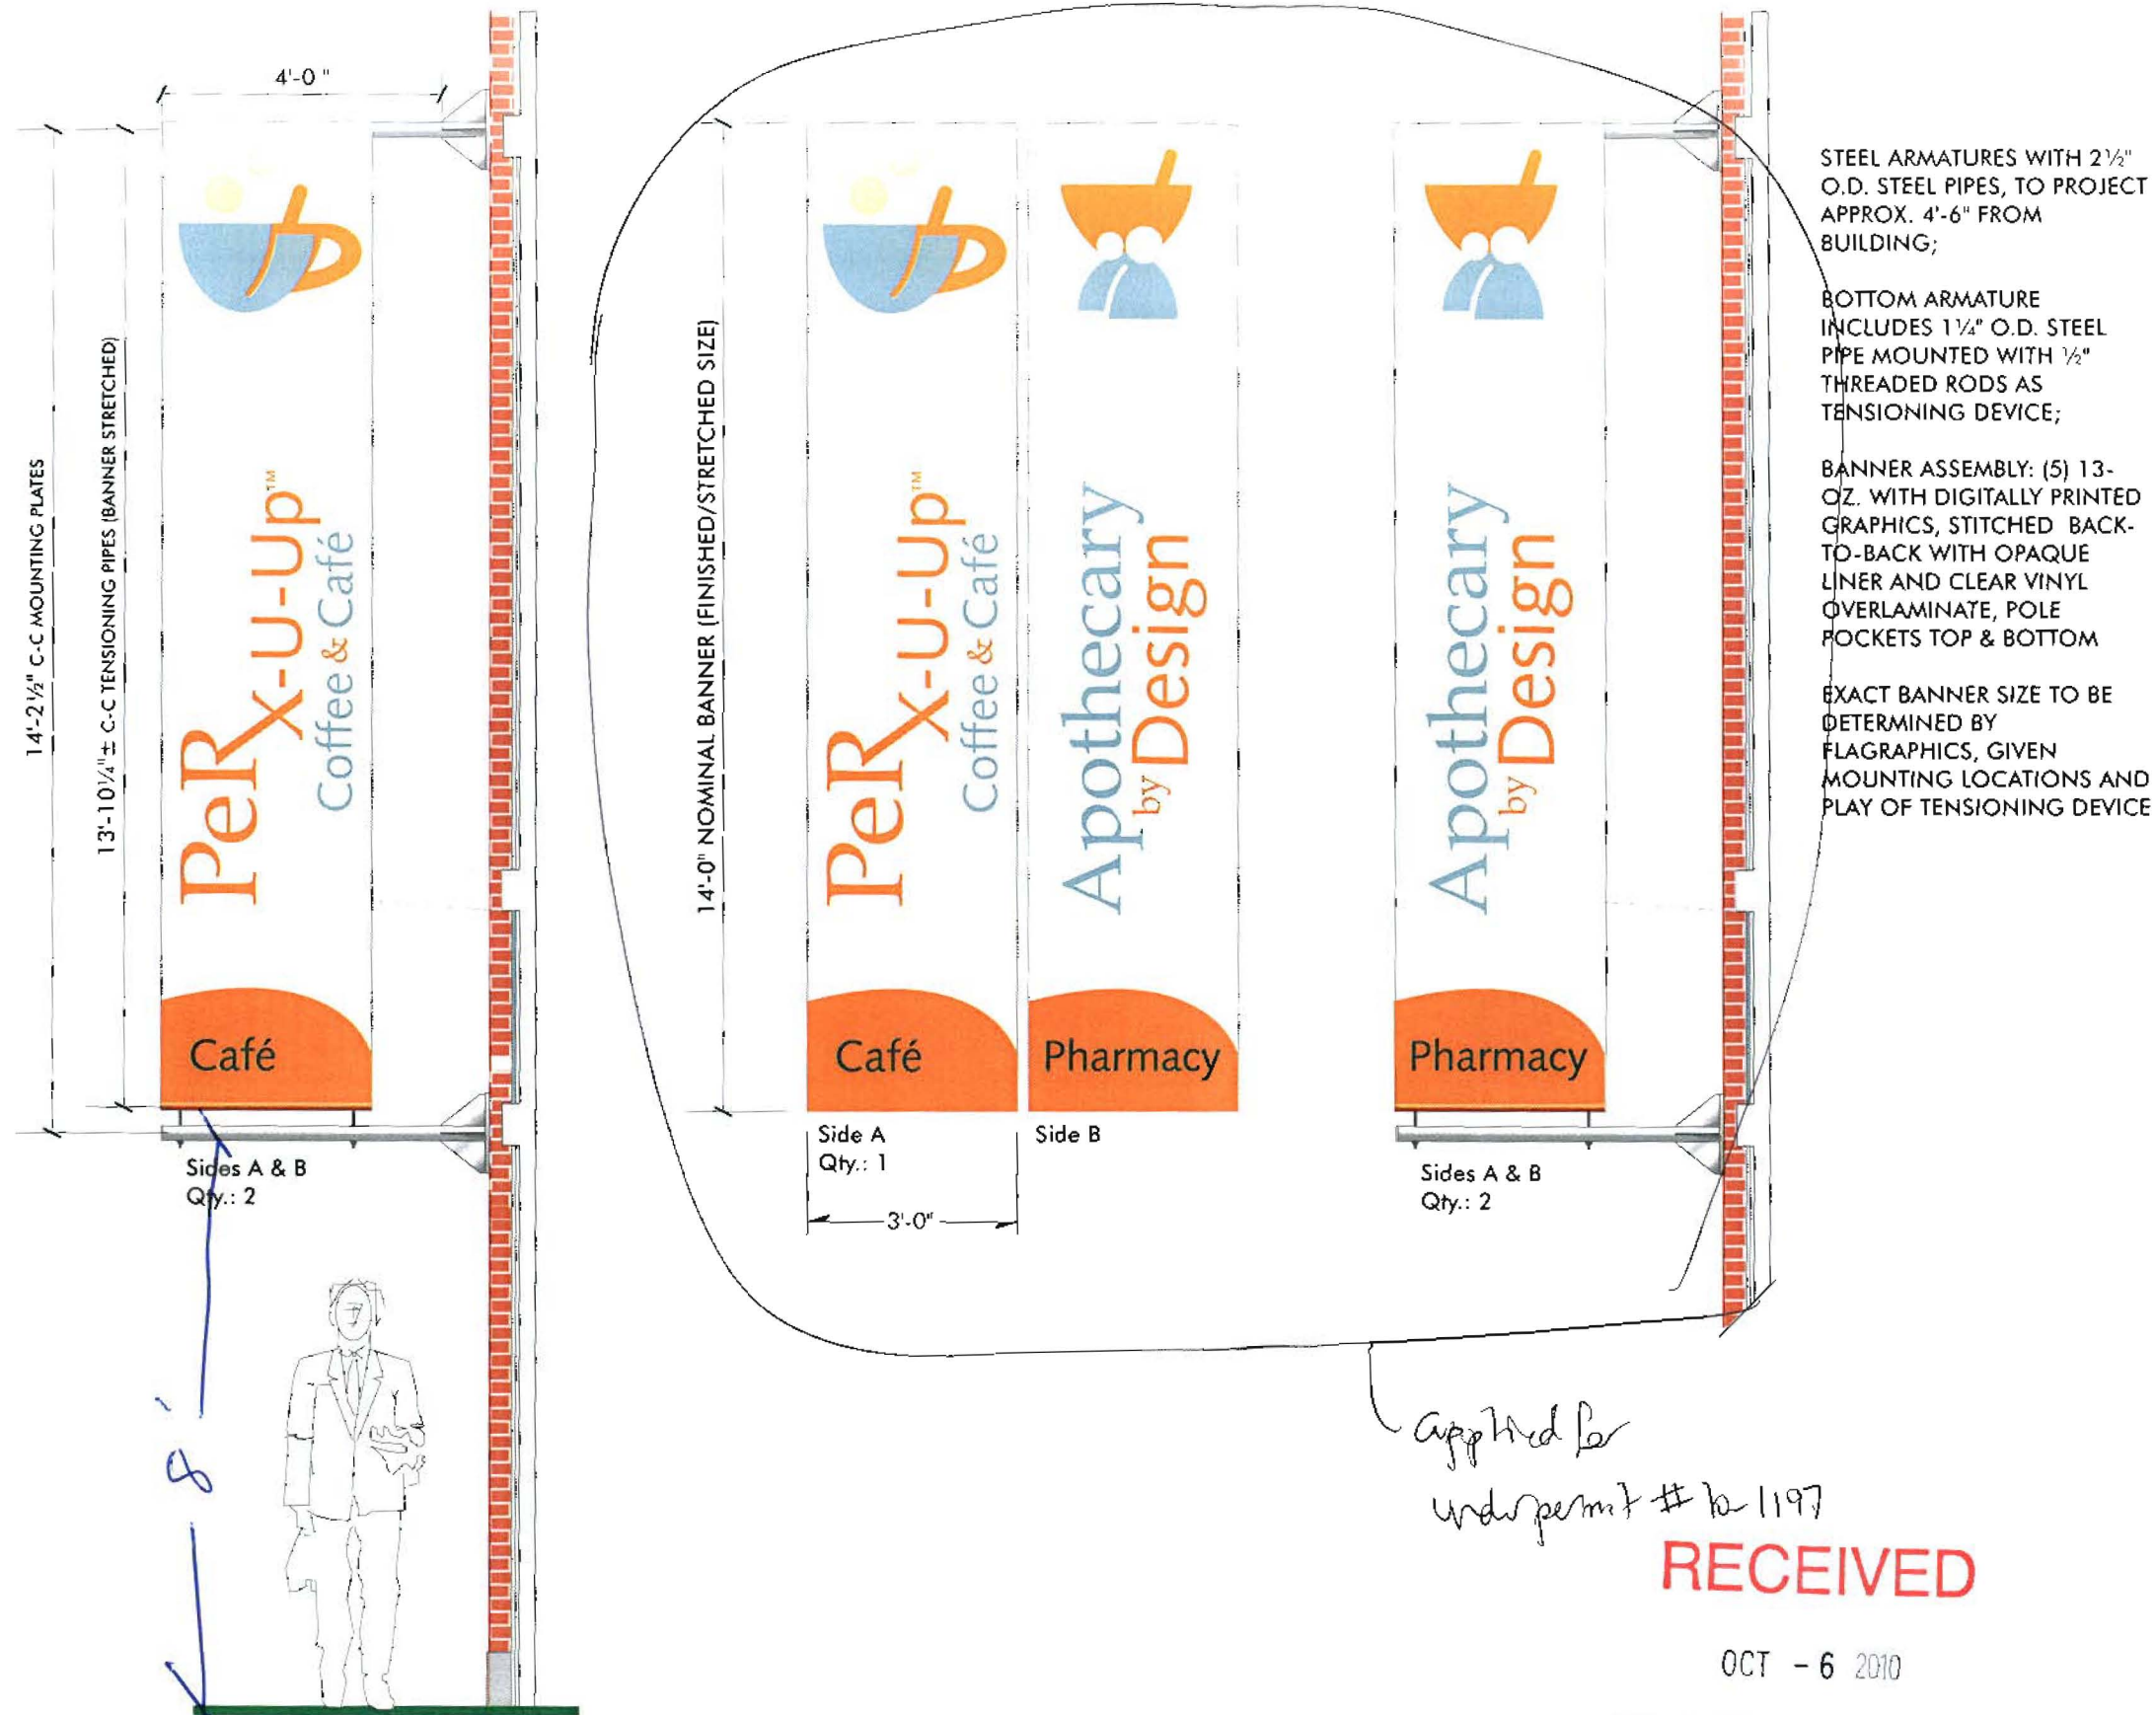 4'-0"
14'-2½" C-C MOUNTING PLATES
13'-10¼"± C-C TENSIONING PIPES (BANNER STRETCHED)
PeRx-U-Up™
Coffee & Café
Café
Sides A & B
Qty.: 2
8'
14'-0" NOMINAL BANNER (FINISHED/STRETCHED SIZE)
PeRx-U-Up™
Coffee & Café
Café
Side A
Qty.: 1
3'-0"
Apothecary
by Design
Pharmacy
Side B
Apothecary
by Design
Pharmacy
Sides A & B
Qty.: 2
STEEL ARMATURES WITH 2½"
O.D. STEEL PIPES, TO PROJECT
APPROX. 4'-6" FROM
BUILDING;
BOTTOM ARMATURE
INCLUDES 1¼" O.D. STEEL
PIPE MOUNTED WITH ½"
THREADED RODS AS
TENSIONING DEVICE;
BANNER ASSEMBLY: (5) 13-
OZ. WITH DIGITALLY PRINTED
GRAPHICS, STITCHED BACK-
TO-BACK WITH OPAQUE
LINER AND CLEAR VINYL
OVERLAMINATE, POLE
POCKETS TOP & BOTTOM
EXACT BANNER SIZE TO BE
DETERMINED BY
FLAGRAPHICS, GIVEN
MOUNTING LOCATIONS AND
PLAY OF TENSIONING DEVICE
applied for
under permit # 1197
RECEIVED
OCT - 6 2010